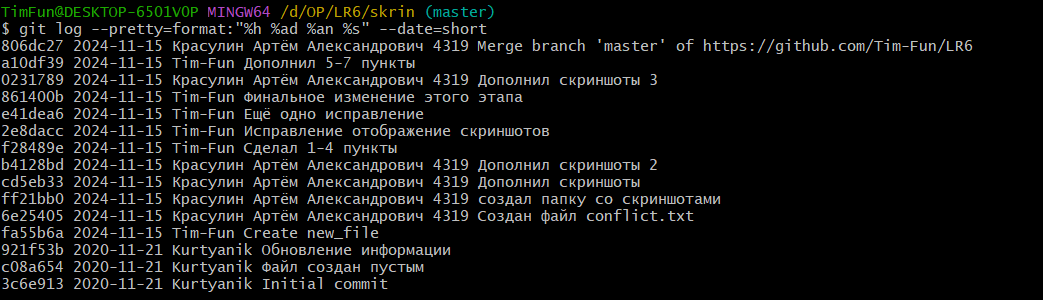 TimFun@DESKTOP-6501V0P MINGW64 /d/OP/LR6/skrin (master)
$ git log --pretty=format:"%h %ad %an %s" --date=short
806dc27 2024-11-15 Красулин Артём Александрович 4319 Merge branch 'master' of https://github.com/Tim-Fun/LR6
a10df39 2024-11-15 Tim-Fun Дополнил 5-7 пункты
0231789 2024-11-15 Красулин Артём Александрович 4319 Дополнил скриншоты 3
861400b 2024-11-15 Tim-Fun Финальное изменение этого этапа
e41dea6 2024-11-15 Tim-Fun Ещё одно исправление
2e8dacc 2024-11-15 Tim-Fun Исправление отображение скриншотов
f28489e 2024-11-15 Tim-Fun Сделал 1-4 пункты
b4128bd 2024-11-15 Красулин Артём Александрович 4319 Дополнил скриншоты 2
cd5eb33 2024-11-15 Красулин Артём Александрович 4319 Дополнил скриншоты
ff21bb0 2024-11-15 Красулин Артём Александрович 4319 создал папку со скриншотами
6e25405 2024-11-15 Красулин Артём Александрович 4319 Создан файл conflict.txt
fa55b6a 2024-11-15 Tim-Fun Create new_file
921f53b 2020-11-21 Kurtyanik Обновление информации
c08a654 2020-11-21 Kurtyanik Файл создан пустым
3c6e913 2020-11-21 Kurtyanik Initial commit